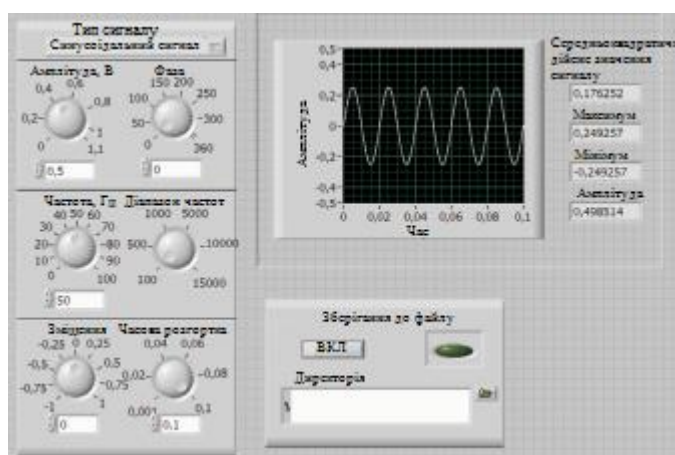 Тип сигналу
Синусоїдальний сигнал
Амплітуда, В
0 0,2 0,4 0,6 0,8 1 1,1
0,5
Фаза
0 50 100 150 200 250 300 360
0
Частота, Гц
0 10 20 30 40 50 60 70 80 90 100
50
Діапазон частот
100 500 1000 5000 10000 15000
Зміщення
-1 -0,75 -0,5 -0,25 0 0,25 0,5 0,75 1
0
Часова розгортка
0,001 0,02 0,04 0,06 0,08 0,1
0,1
Амплітуда
0,5
0,2
0
-0,2
-0,4
-0,5
0 0,02 0,04 0,06 0,08 0,1
Час
Середньоквадратичне
дійсне значення
сигналу
0,176252
Максимум
0,249257
Мінімум
-0,249257
Амплітуда
0,498514
Зберігання до файлу
ВКЛ
Директорія